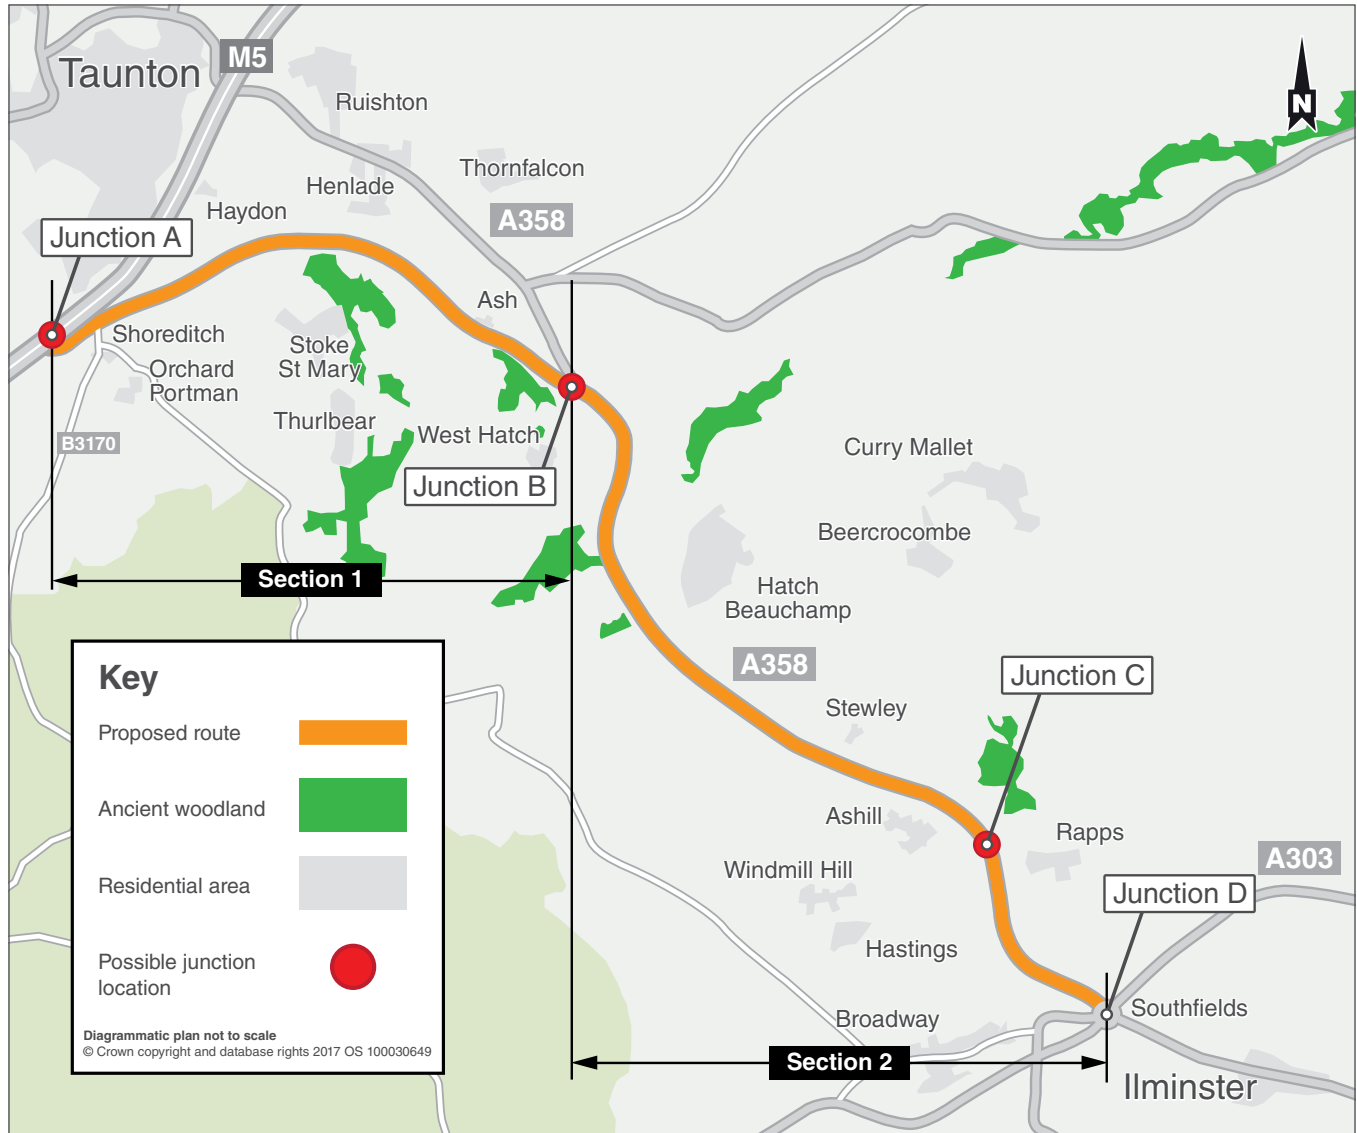 M5
Taunton
Ruishton
N
Thornfalcon
Henlade
Haydon
A358
Junction A
Ash
Shoreditch
Stoke
St Mary
Orchard
Portman
Thurlbear
West Hatch
B3170
Curry Mallet
Junction B
Beercrocombe
Section 1
Hatch
Beauchamp
A358
Junction C
Stewley
Ashill
Rapps
A303
Windmill Hill
Junction D
Hastings
Southfields
Broadway
Section 2
Ilminster
Key
Proposed route
Ancient woodland
Residential area
Possible junction
location
Diagrammatic plan not to scale
© Crown copyright and database rights 2017 OS 100030649